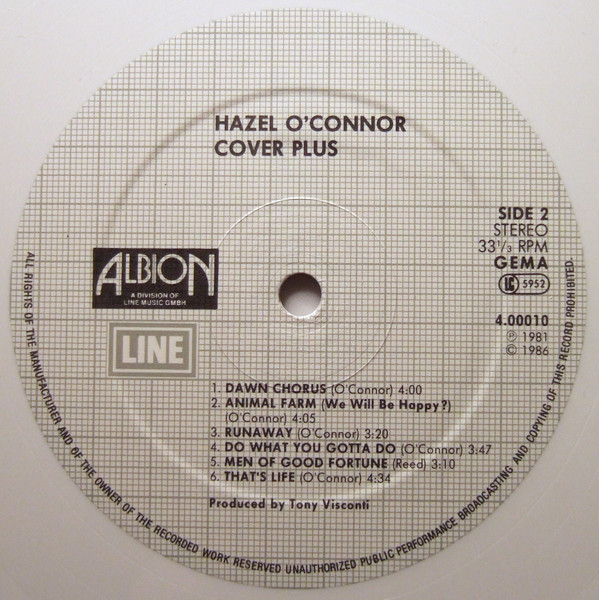 HAZEL O'CONNOR
COVER PLUS
SIDE 2
STEREO
33⅓ RPM
GEMA
LC 5952
4.00010
℗ 1981
© 1986
ALBION
A DIVISION OF
LINE MUSIC GMBH
LINE
1. DAWN CHORUS (O'Connor) 4:00
2. ANIMAL FARM (We Will Be Happy?)
(O'Connor) 4:05
3. RUNAWAY (O'Connor) 3:20
4. DO WHAT YOU GOTTA DO (O'Connor) 3:47
5. MEN OF GOOD FORTUNE (Reed) 3:10
6. THAT'S LIFE (O'Connor) 4:34
Produced by Tony Visconti
ALL RIGHTS OF THE MANUFACTURER AND OF THE OWNER OF THE RECORDED WORK RESERVED UNAUTHORIZED PUBLIC PERFORMANCE BROADCASTING AND COPYING OF THIS RECORD PROHIBITED.